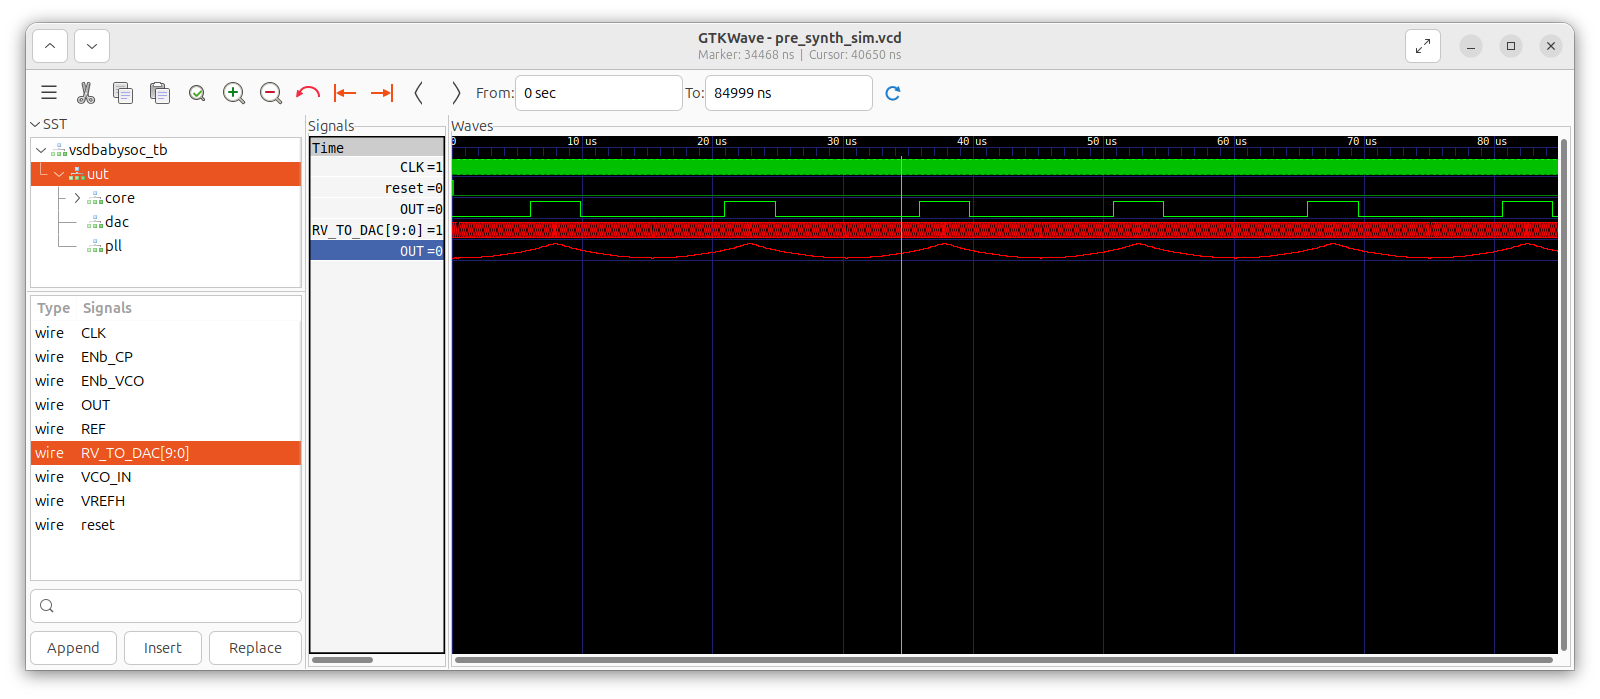 GTKWave - pre_synth_sim.vcd
Marker: 34468 ns | Cursor: 40650 ns
From: 0 sec To: 84999 ns
SST
vsdbabysoc_tb
uut
core
dac
pll
Type Signals
wire CLK
wire ENb_CP
wire ENb_VCO
wire OUT
wire REF
wire RV_TO_DAC[9:0]
wire VCO_IN
wire VREFH
wire reset
Append Insert Replace
Signals
Time
CLK =1
reset =0
OUT =0
RV_TO_DAC[9:0] =1
OUT =0
Waves
0 10 us 20 us 30 us 40 us 50 us 60 us 70 us 80 us